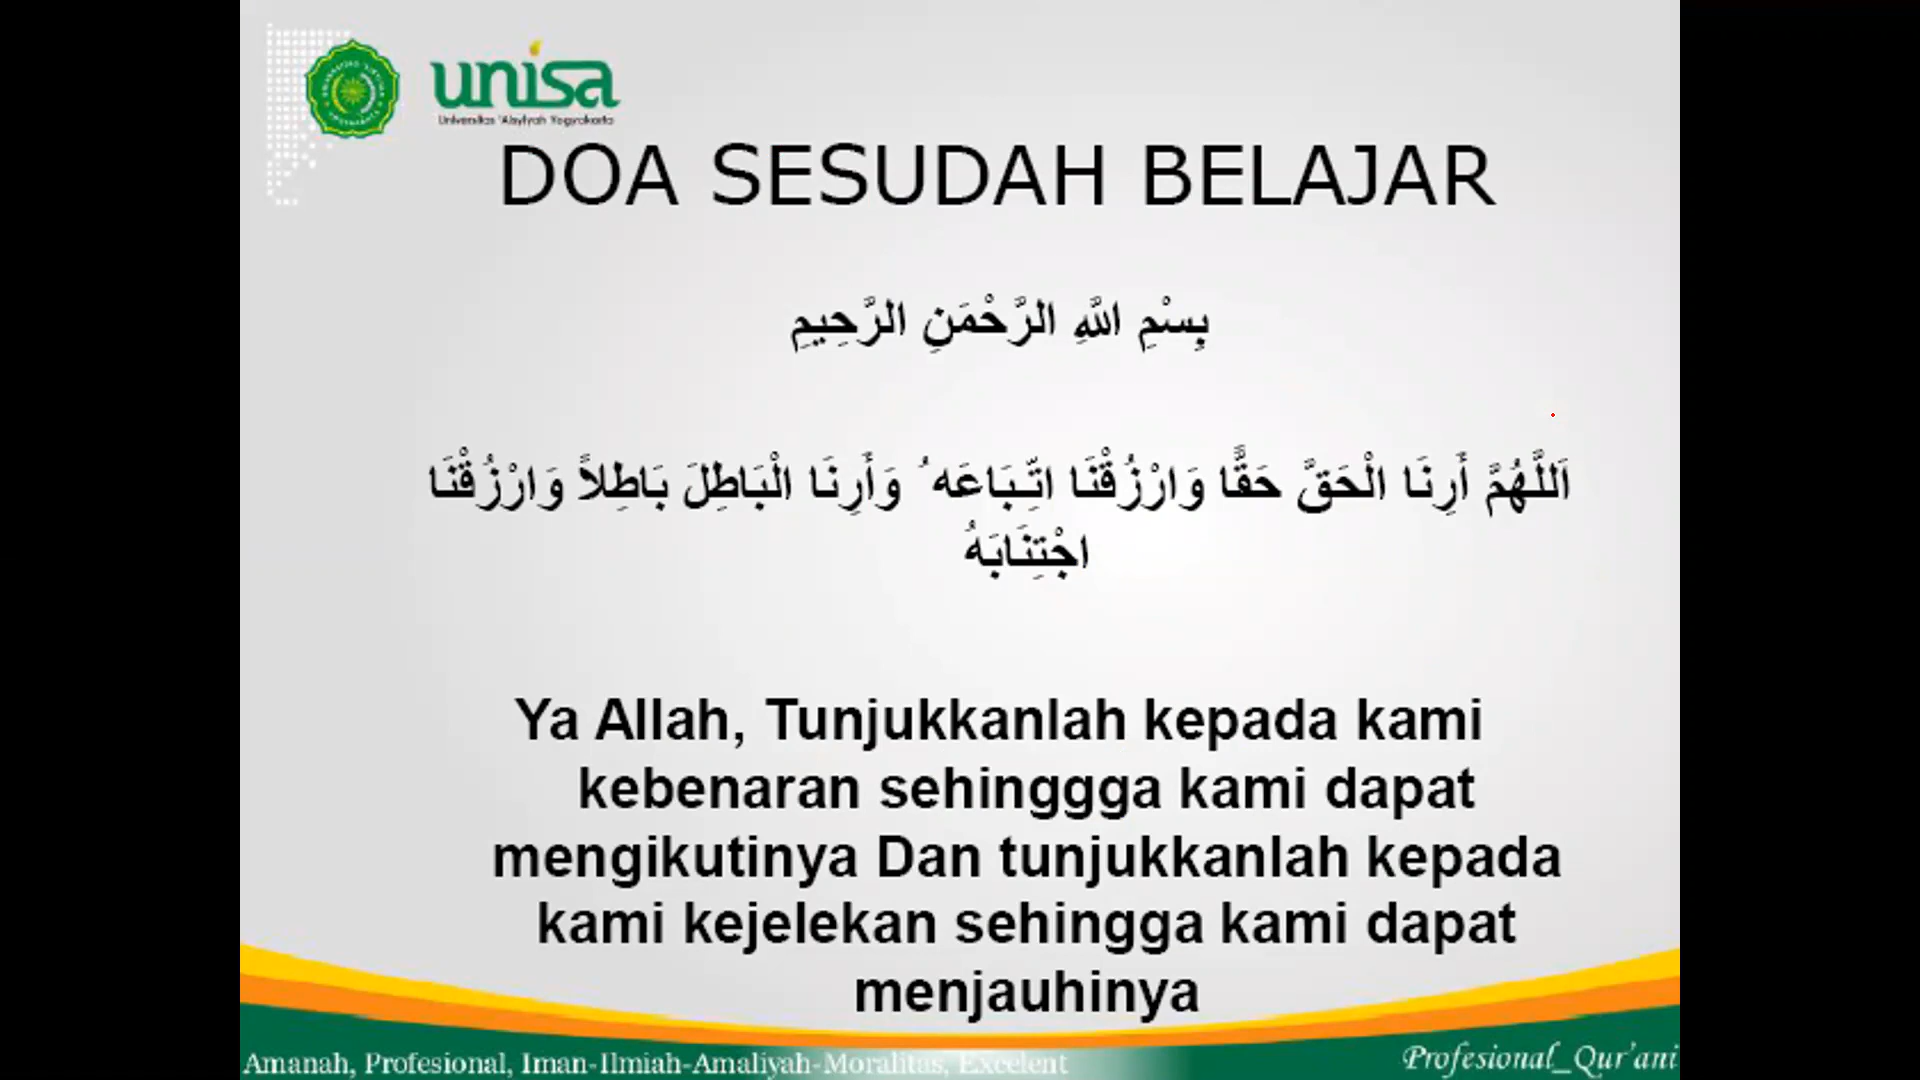 unisa
Universitas 'Aisyiyah Yogyakarta
DOA SESUDAH BELAJAR
بِسْمِ اللَّهِ الرَّحْمَنِ الرَّحِيمِ
اَللَّهُمَّ أَرِنَا الْحَقَّ حَقًّا وَارْزُقْنَا اتِّـبَاعَه ُ وَأَرِنَا الْبَاطِلَ بَاطِلاً وَارْزُقْنَا
اجْتِنَابَهُ
Ya Allah, Tunjukkanlah kepada kami
kebenaran sehinggga kami dapat
mengikutinya Dan tunjukkanlah kepada
kami kejelekan sehingga kami dapat
menjauhinya
Amanah, Profesional, Iman-Ilmiah-Amaliyah-Moralitas, Excelent
Profesional_Qur'ani